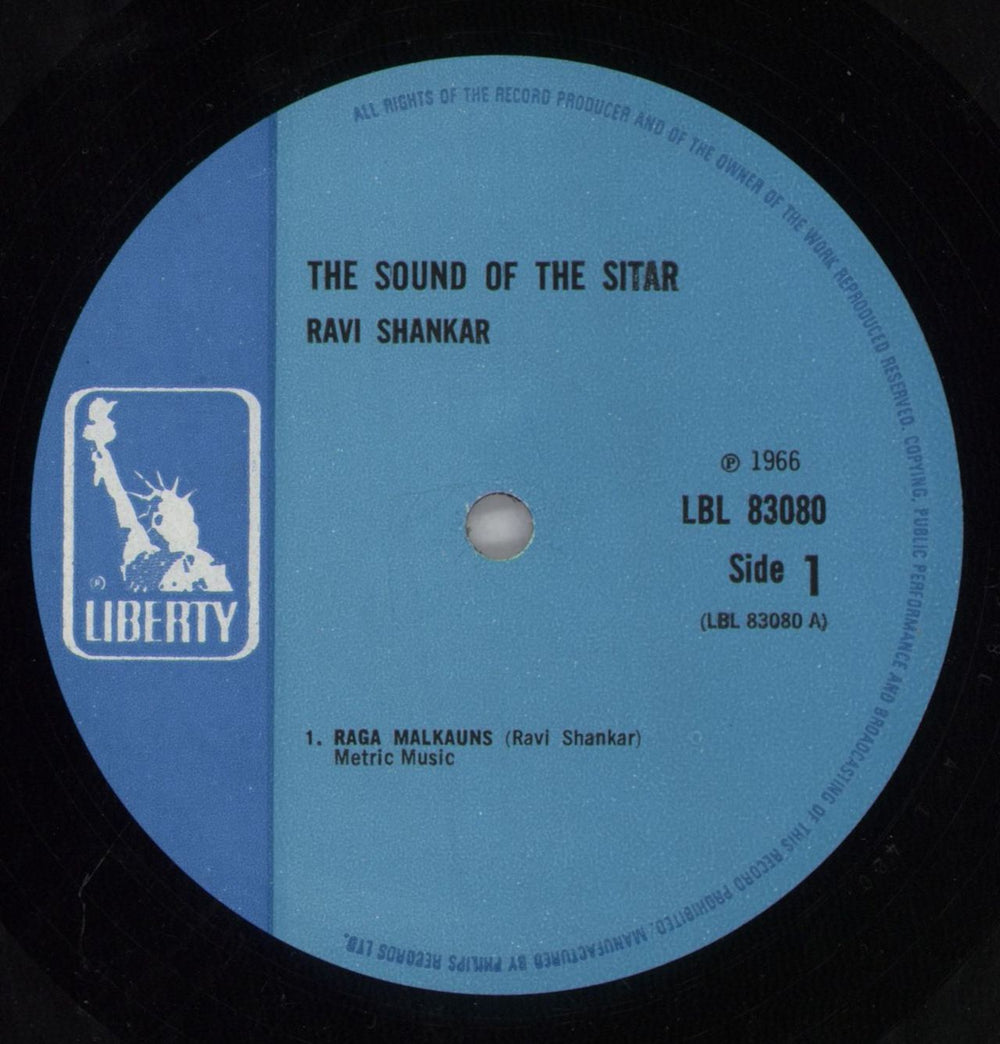 ALL RIGHTS OF THE RECORD PRODUCER AND OF THE OWNER OF THE WORK REPRODUCED RESERVED. COPYING, PUBLIC PERFORMANCE AND BROADCASTING OF THIS RECORD PROHIBITED. MANUFACTURED BY PHILIPS RECORDS LTD.
THE SOUND OF THE SITAR
RAVI SHANKAR
℗ 1966
LBL 83080
Side 1
(LBL 83080 A)
LIBERTY
1. RAGA MALKAUNS (Ravi Shankar)
Metric Music